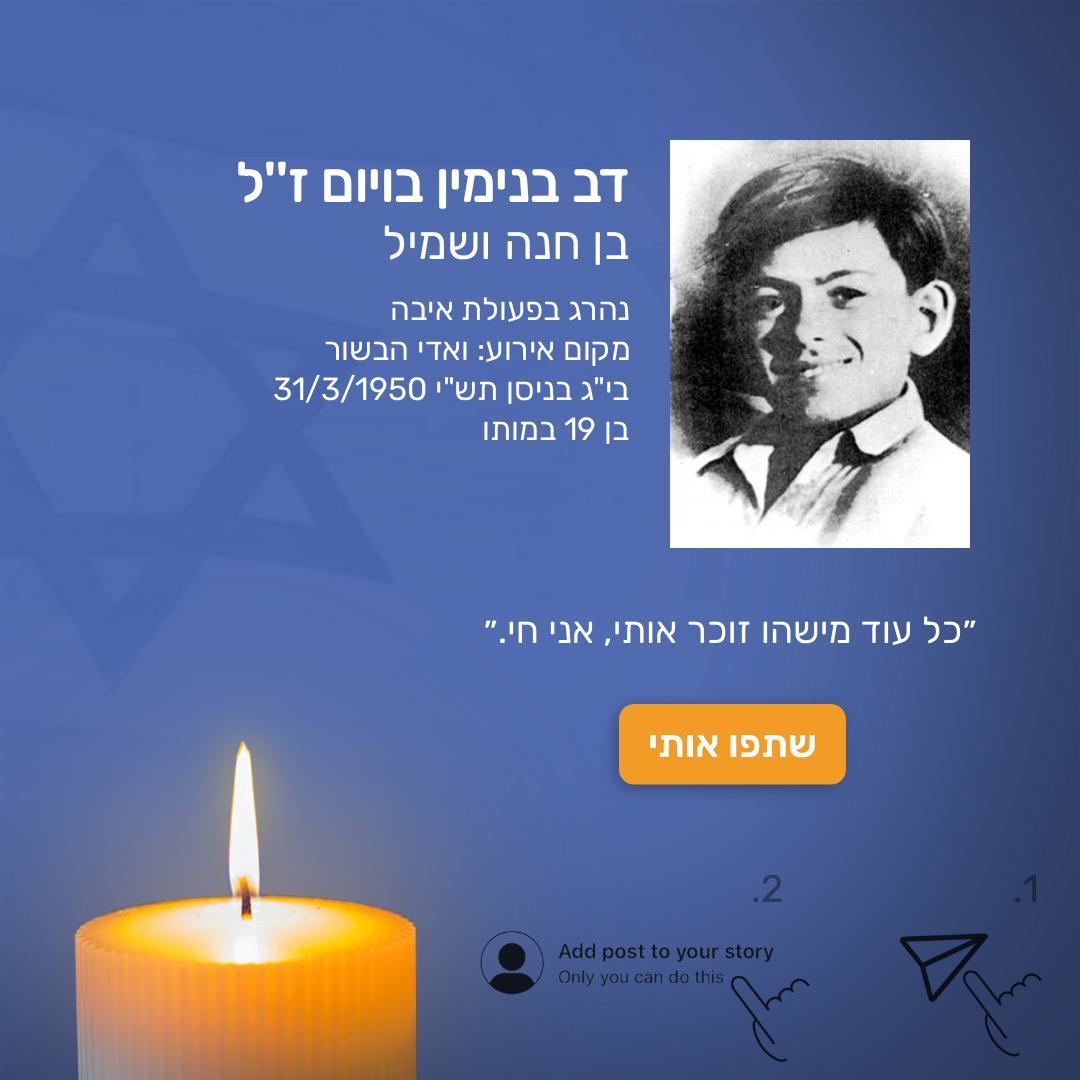 דב בנימין בויום ז"ל
בן חנה ושמיל
נהרג בפעולת איבה
מקום אירוע: ואדי הבשור
בי"ג בניסן תש"י 31/3/1950
בן 19 במותו
״כל עוד מישהו זוכר אותי, אני חי.״
שתפו אותי
1.
2.
Add post to your story
Only you can do this